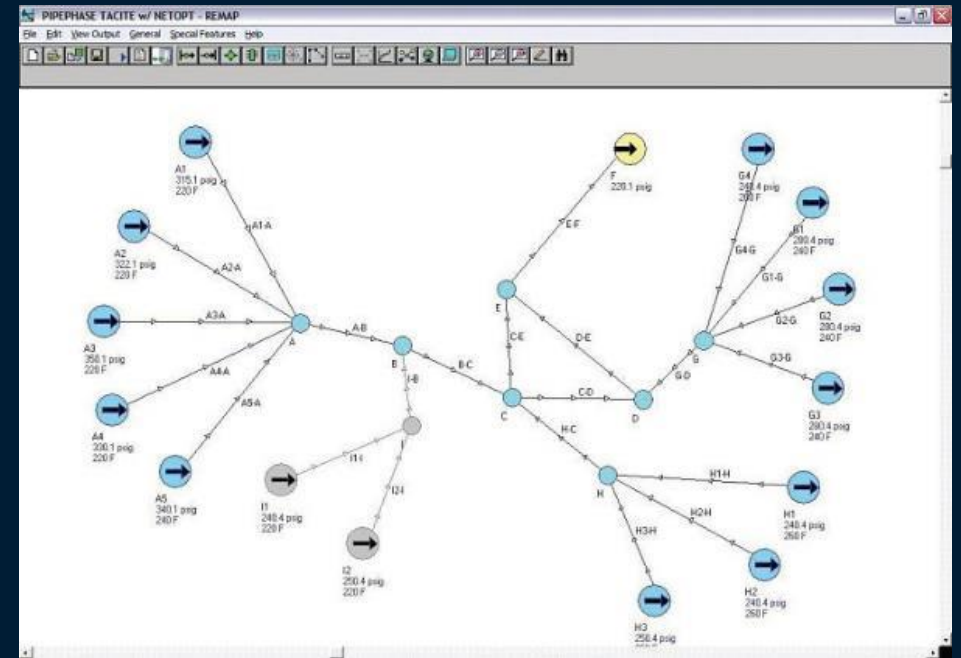 PIPEPHASE TACITE w/ NETOPT - REMAP
File Edit View Output General Special Features Help
A1
315.1 psig
220 F
A1-A
A2
322.1 psig
220 F
A2-A
A3
350.1 psig
220 F
A3-A
A4
330.1 psig
220 F
A4-A
A5
340.1 psig
240 F
A5-A
A
A-B
B
I-B
B-C
I
I1-I
I1
240.4 psig
220 F
I2-I
I2
250.4 psig
220 F
F
220.1 psig
E-F
E
C-E
D-E
C
C-D
D
G-D
G
G4
240.4 psig
260 F
G4-G
G1
280.4 psig
240 F
G1-G
G2
280.4 psig
240 F
G2-G
G3
280.4 psig
240 F
G3-G
H-C
H
H1-H
H1
240.4 psig
260 F
H2-H
H2
240.4 psig
260 F
H3-H
H3
250.4 psig